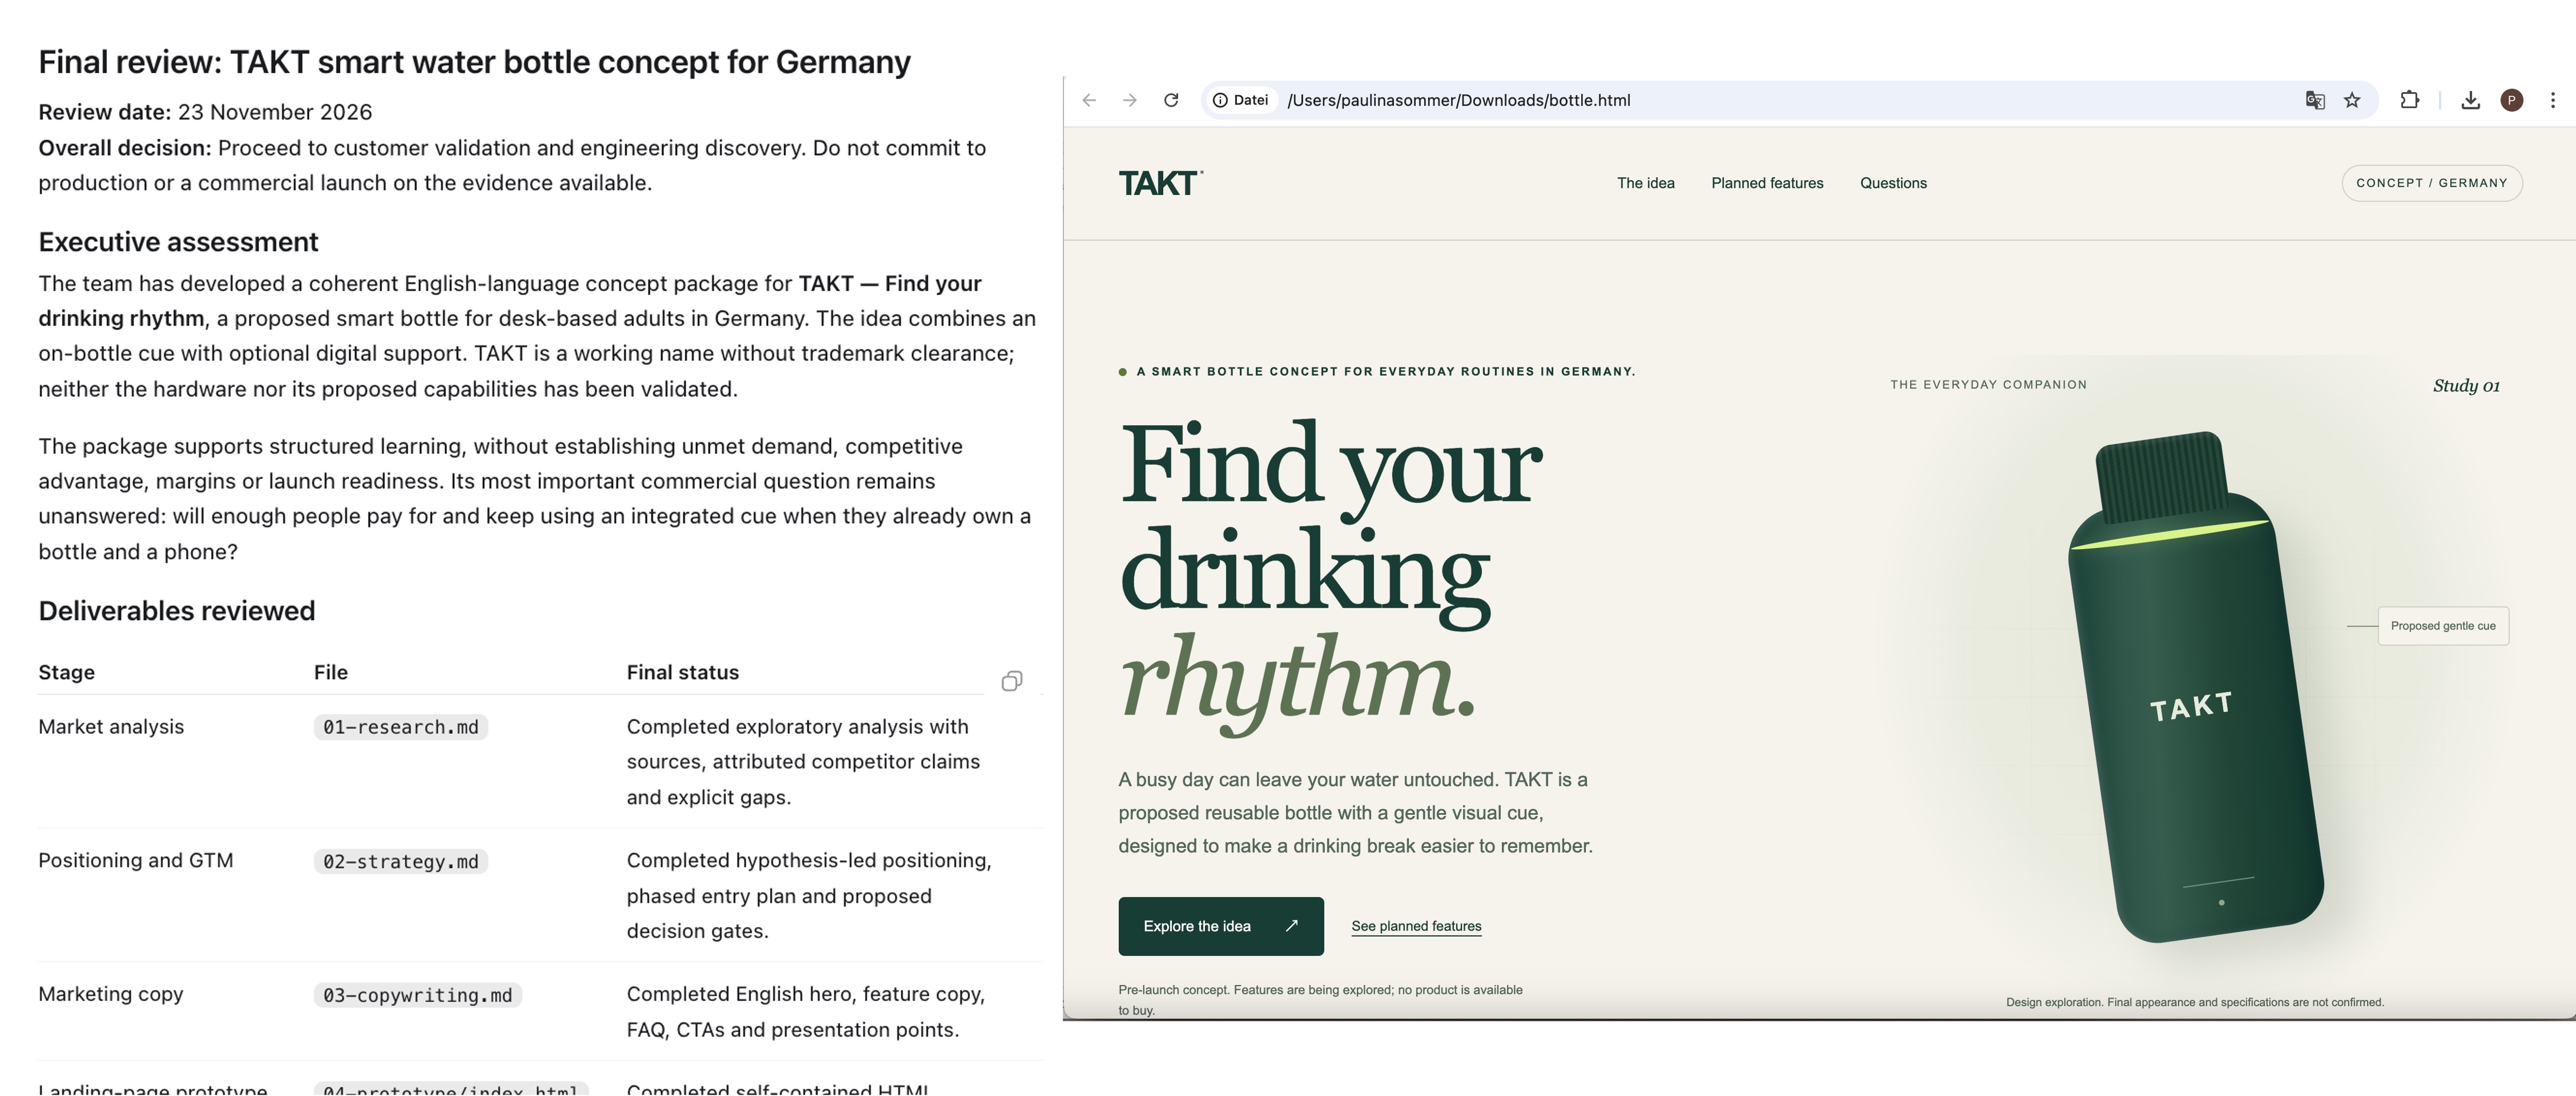 Final review: TAKT smart water bottle concept for Germany
Review date: 23 November 2026
Overall decision: Proceed to customer validation and engineering discovery. Do not commit to
production or a commercial launch on the evidence available.
Executive assessment
The team has developed a coherent English-language concept package for TAKT — Find your
drinking rhythm, a proposed smart bottle for desk-based adults in Germany. The idea combines an
on-bottle cue with optional digital support. TAKT is a working name without trademark clearance;
neither the hardware nor its proposed capabilities has been validated.
The package supports structured learning, without establishing unmet demand, competitive
advantage, margins or launch readiness. Its most important commercial question remains
unanswered: will enough people pay for and keep using an integrated cue when they already own a
bottle and a phone?
Deliverables reviewed
Stage File Final status
Market analysis 01-research.md Completed exploratory analysis with
sources, attributed competitor claims
and explicit gaps.
Positioning and GTM 02-strategy.md Completed hypothesis-led positioning,
phased entry plan and proposed
decision gates.
Marketing copy 03-copywriting.md Completed English hero, feature copy,
FAQ, CTAs and presentation points.
Landing-page prototype 04-prototype/index.html Completed self-contained HTML
Datei /Users/paulinasommer/Downloads/bottle.html P
TAKT The idea Planned features Questions CONCEPT / GERMANY
A SMART BOTTLE CONCEPT FOR EVERYDAY ROUTINES IN GERMANY.
Find your
drinking
rhythm.
A busy day can leave your water untouched. TAKT is a
proposed reusable bottle with a gentle visual cue,
designed to make a drinking break easier to remember.
Explore the idea ↗ See planned features
Pre-launch concept. Features are being explored; no product is available
to buy.
THE EVERYDAY COMPANION Study 01
Proposed gentle cue
TAKT
Design exploration. Final appearance and specifications are not confirmed.